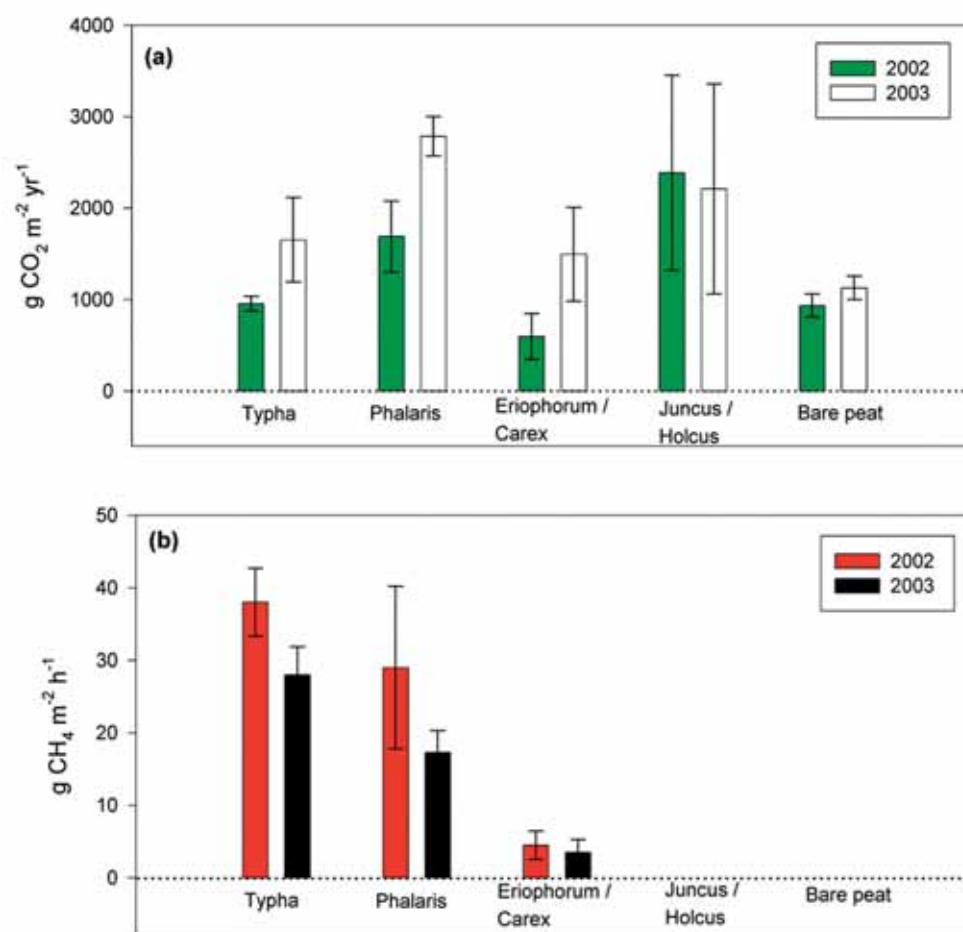 4000
(a)
2002
2003
3000
2000
1000
0
g CO₂ m⁻² yr⁻¹
Typha
Phalaris
Eriophorum /
Carex
Juncus /
Holcus
Bare peat
50
(b)
2002
2003
40
30
20
10
0
g CH₄ m⁻² h⁻¹
Typha
Phalaris
Eriophorum /
Carex
Juncus /
Holcus
Bare peat